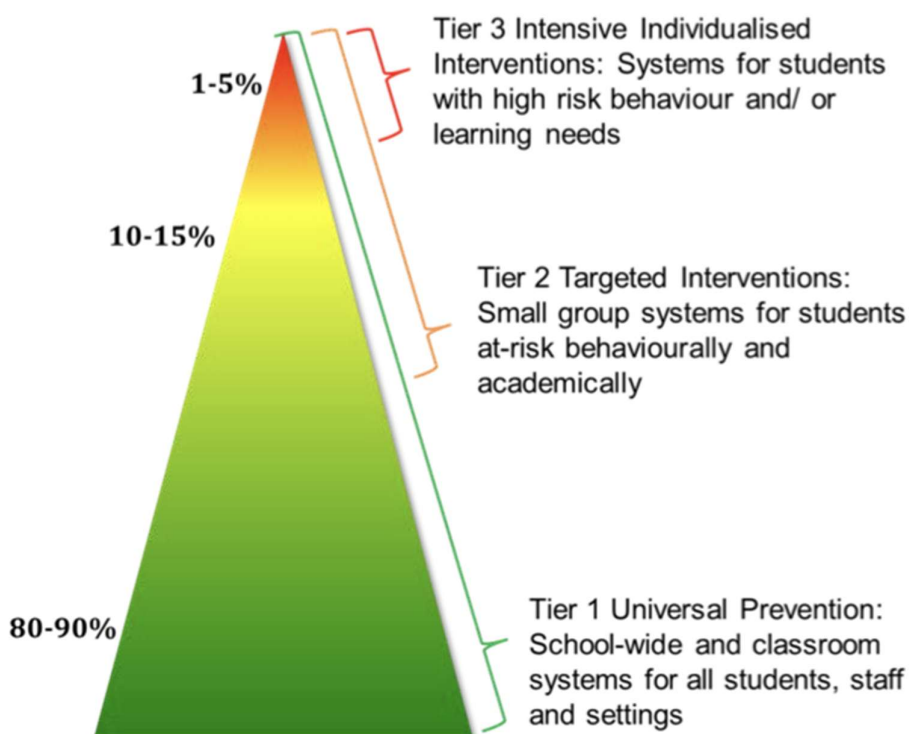 Tier 3 Intensive Individualised
Interventions: Systems for students
with high risk behaviour and/ or
learning needs
1-5%
10-15%
Tier 2 Targeted Interventions:
Small group systems for students
at-risk behaviourally and
academically
80-90%
Tier 1 Universal Prevention:
School-wide and classroom
systems for all students, staff
and settings